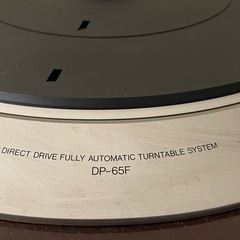 DIRECT DRIVE FULLY AUTOMATIC TURNTABLE SYSTEM
DP-65F